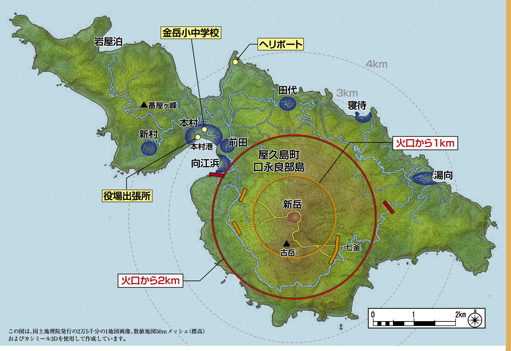 岩屋泊
金岳小中学校
ヘリポート
4km
3km
田代
寝待
番屋ヶ峰
本村
本村港
新村
前田
向江浜
役場出張所
火口から1km
屋久島町
口永良部島
湯向
新岳
古岳
七釜
火口から2km
0 1 2km
この図は、国土地理院発行の2万5千分の1地図画像、数値地図50mメッシュ(標高)
およびカシミール3Dを使用して作成しています。